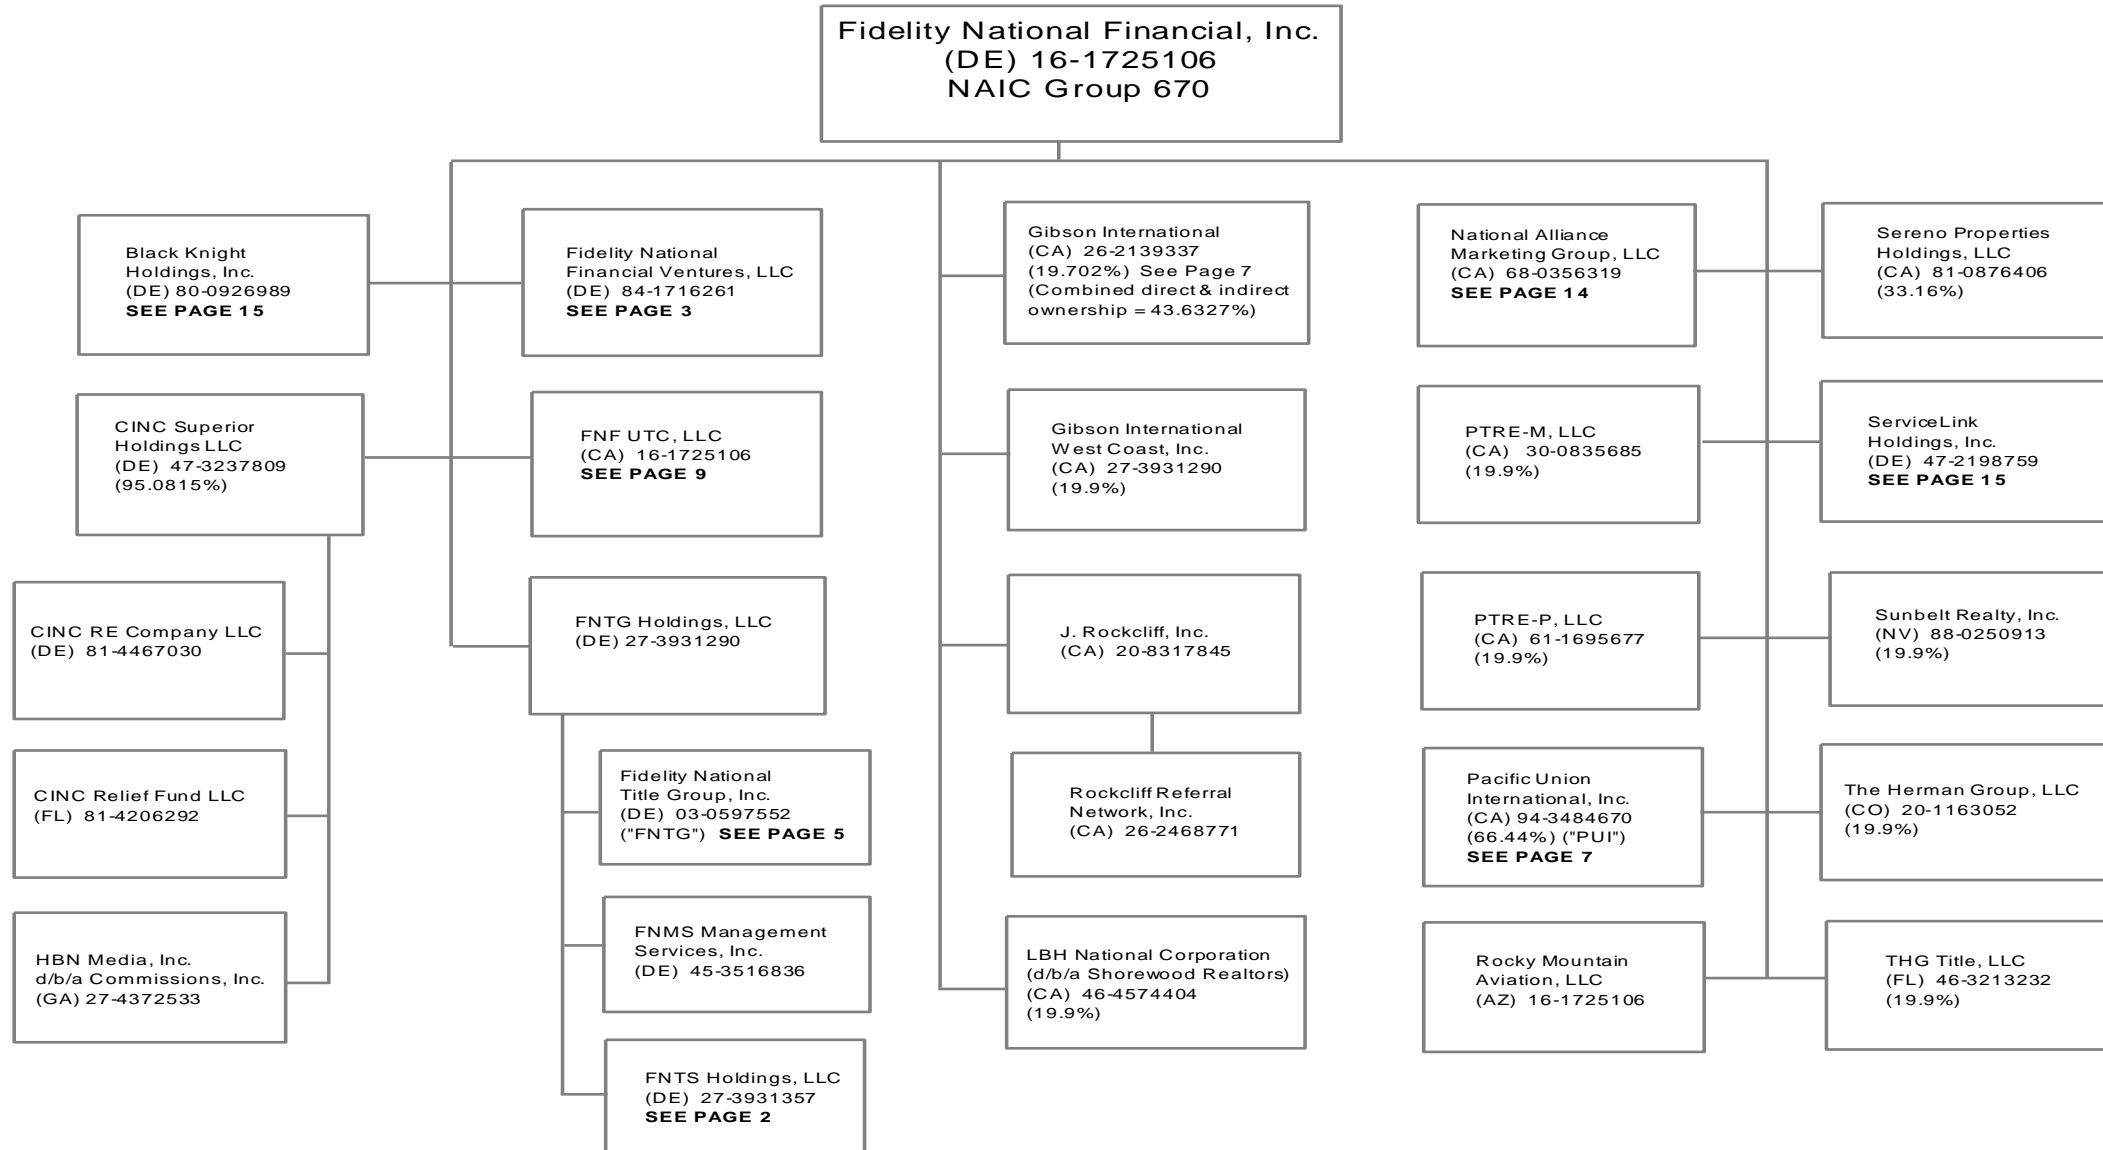 Fidelity National Financial, Inc.
(DE) 16-1725106
NAIC Group 670
Black Knight
Holdings, Inc.
(DE) 80-0926989
SEE PAGE 15
Fidelity National
Financial Ventures, LLC
(DE) 84-1716261
SEE PAGE 3
Gibson International
(CA) 26-2139337
(19.702%) See Page 7
(Combined direct & indirect
ownership = 43.6327%)
National Alliance
Marketing Group, LLC
(CA) 68-0356319
SEE PAGE 14
Sereno Properties
Holdings, LLC
(CA) 81-0876406
(33.16%)
CINC Superior
Holdings LLC
(DE) 47-3237809
(95.0815%)
FNF UTC, LLC
(CA) 16-1725106
SEE PAGE 9
Gibson International
West Coast, Inc.
(CA) 27-3931290
(19.9%)
PTRE-M, LLC
(CA) 30-0835685
(19.9%)
ServiceLink
Holdings, Inc.
(DE) 47-2198759
SEE PAGE 15
CINC RE Company LLC
(DE) 81-4467030
FNTG Holdings, LLC
(DE) 27-3931290
J. Rockcliff, Inc.
(CA) 20-8317845
PTRE-P, LLC
(CA) 61-1695677
(19.9%)
Sunbelt Realty, Inc.
(NV) 88-0250913
(19.9%)
CINC Relief Fund LLC
(FL) 81-4206292
Fidelity National
Title Group, Inc.
(DE) 03-0597552
("FNTG") SEE PAGE 5
Rockcliff Referral
Network, Inc.
(CA) 26-2468771
Pacific Union
International, Inc.
(CA) 94-3484670
(66.44%) ("PUI")
SEE PAGE 7
The Herman Group, LLC
(CO) 20-1163052
(19.9%)
HBN Media, Inc.
d/b/a Commissions, Inc.
(GA) 27-4372533
FNMS Management
Services, Inc.
(DE) 45-3516836
LBH National Corporation
(d/b/a Shorewood Realtors)
(CA) 46-4574404
(19.9%)
Rocky Mountain
Aviation, LLC
(AZ) 16-1725106
THG Title, LLC
(FL) 46-3213232
(19.9%)
FNTS Holdings, LLC
(DE) 27-3931357
SEE PAGE 2